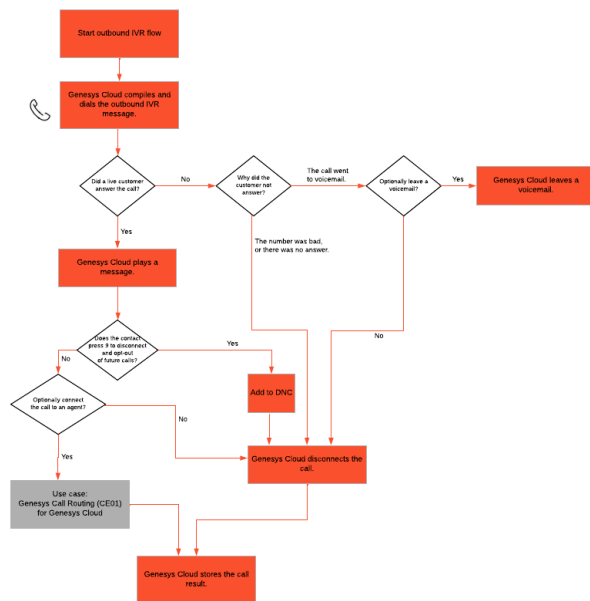 Start outbound IVR flow
Genesys Cloud compiles and
dials the outbound IVR
message.
Did a live customer
answer the call?
No
Why did the
customer not
answer?
The call went
to voicemail.
Optionally leave a
voicemail?
Yes
Genesys Cloud leaves a
voicemail.
Yes
The number was bad,
or there was no answer.
Genesys Cloud plays a
message.
No
Does the contact
press # to disconnect
and opt-out
of future calls?
Yes
No
Add to DNC
Optionally connect
the call to an agent?
No
Yes
Genesys Cloud disconnects the
call.
Use case:
Genesys Call Routing (CE01)
for Genesys Cloud
Genesys Cloud stores the call
result.